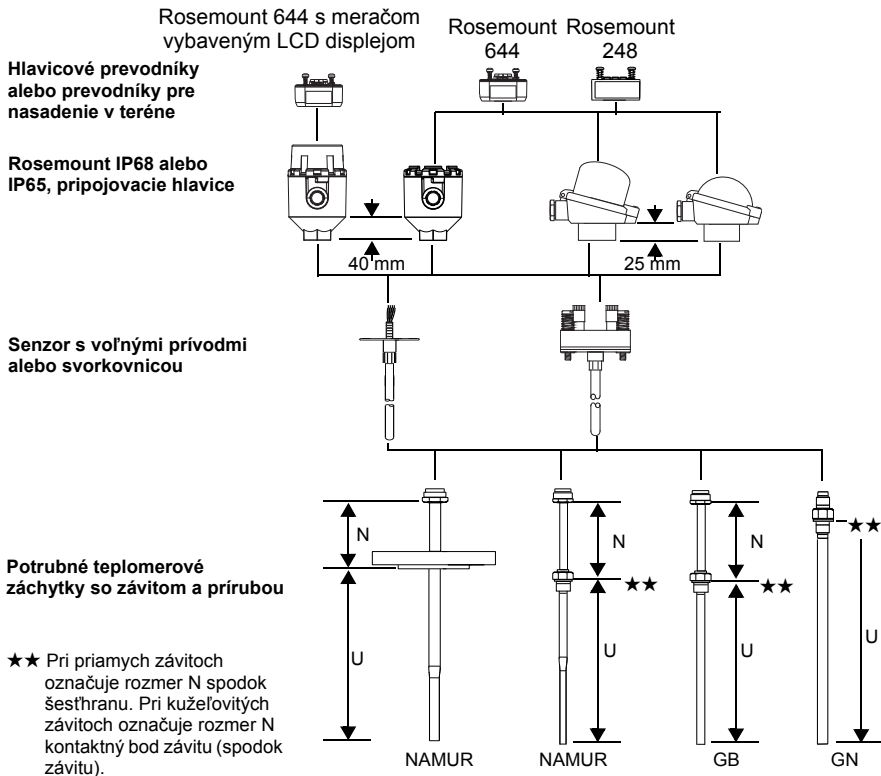 Rosemount 644 s meračom
vybaveným LCD displejom
Rosemount
644
Rosemount
248
Hlavicové prevodníky
alebo prevodníky pre
nasadenie v teréne
Rosemount IP68 alebo
IP65, pripojovacie hlavice
40 mm
25 mm
Senzor s voľnými prívodmi
alebo svorkovnicou
N
N
N
★★
★★
★★
Potrubné teplomerové
záchytky so závitom a prírubou
U
U
U
U
★★ Pri priamych závitoch
označuje rozmer N spodok
šesťhranu. Pri kužeľovitých
závitoch označuje rozmer N
kontaktný bod závitu (spodok
závitu).
NAMUR
NAMUR
GB
GN